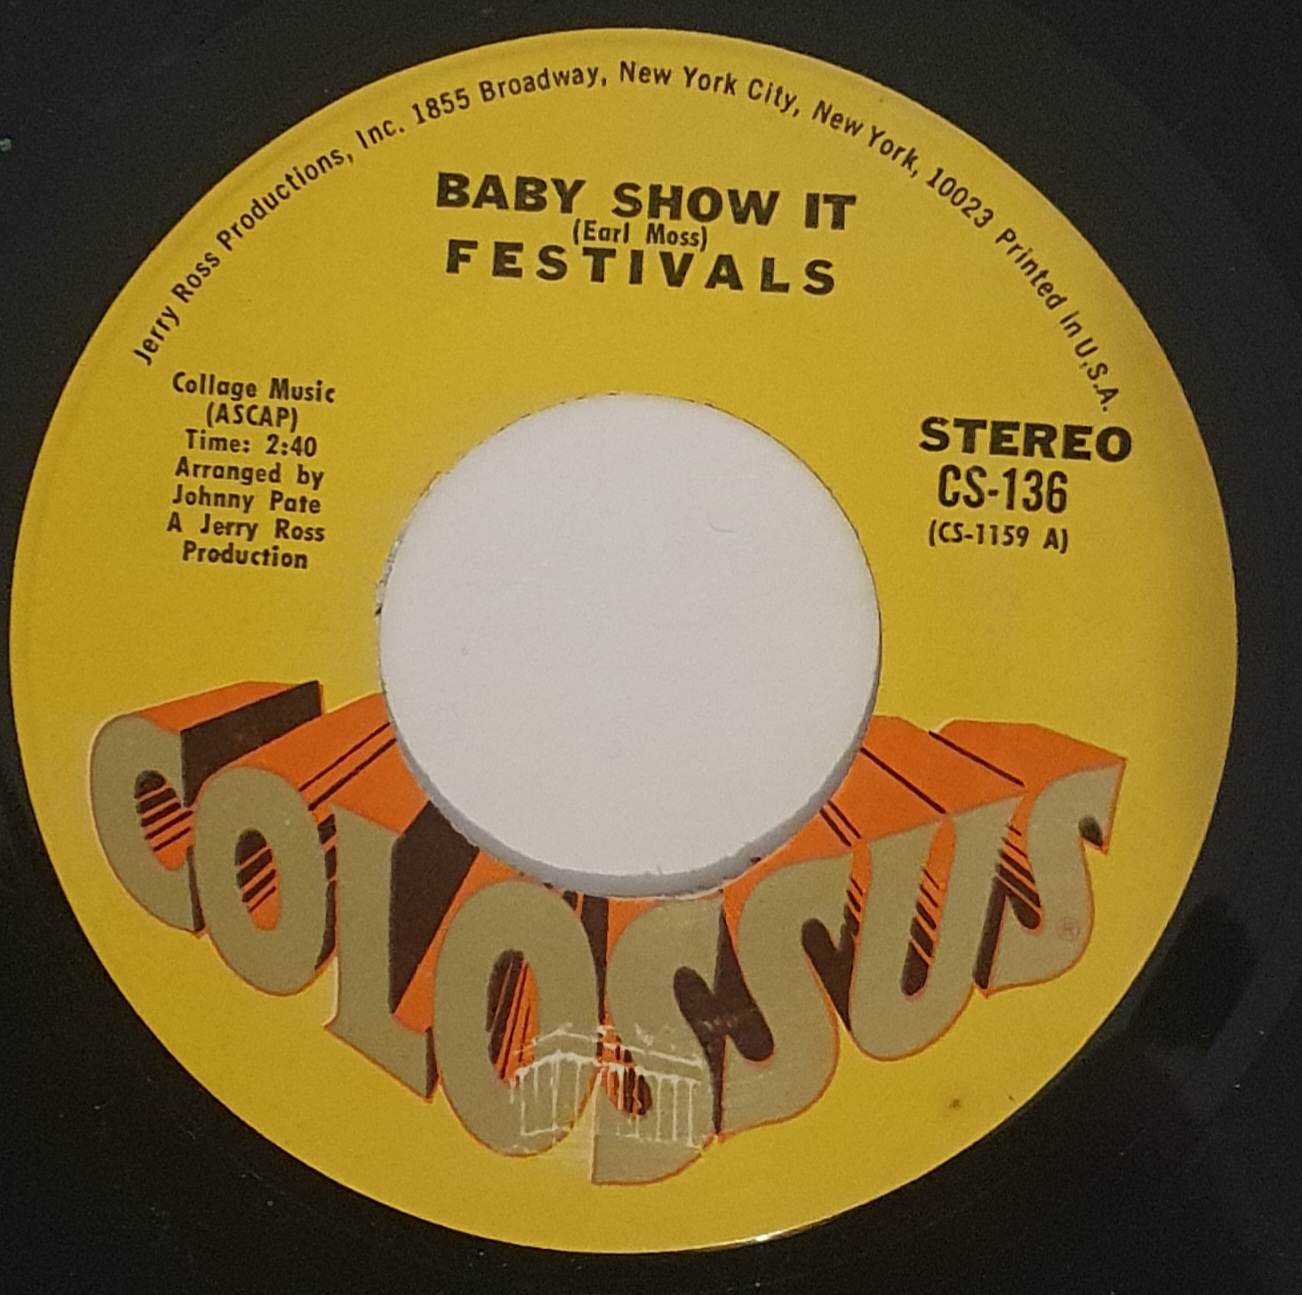 Jerry Ross Productions, Inc. 1855 Broadway, New York City, New York, 10023 Printed in U.S.A.
BABY SHOW IT
(Earl Moss)
FESTIVALS
Collage Music
(ASCAP)
Time: 2:40
Arranged by
Johnny Pate
A Jerry Ross
Production
STEREO
CS-136
(CS-1159 A)
COLOSSUS
®